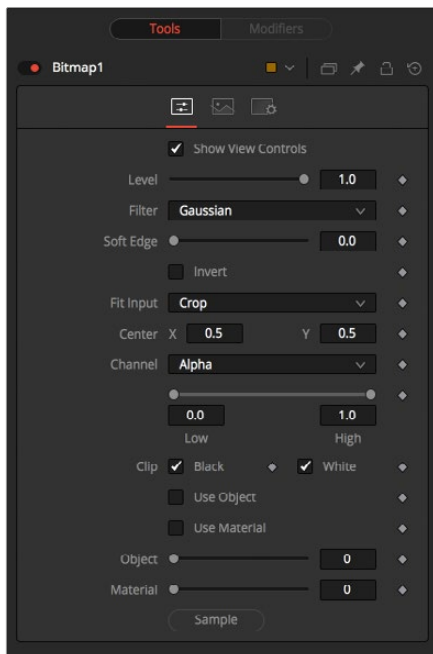 Tools Modifiers
Bitmap1
Show View Controls
Level 1.0
Filter Gaussian
Soft Edge 0.0
Invert
Fit Input Crop
Center X 0.5 Y 0.5
Channel Alpha
0.0 1.0
Low High
Clip Black White
Use Object
Use Material
Object 0
Material 0
Sample